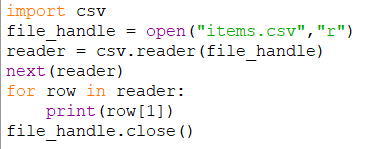 import csv
file_handle = open("items.csv","r")
reader = csv.reader(file_handle)
next(reader)
for row in reader:
    print(row[1])
file_handle.close()